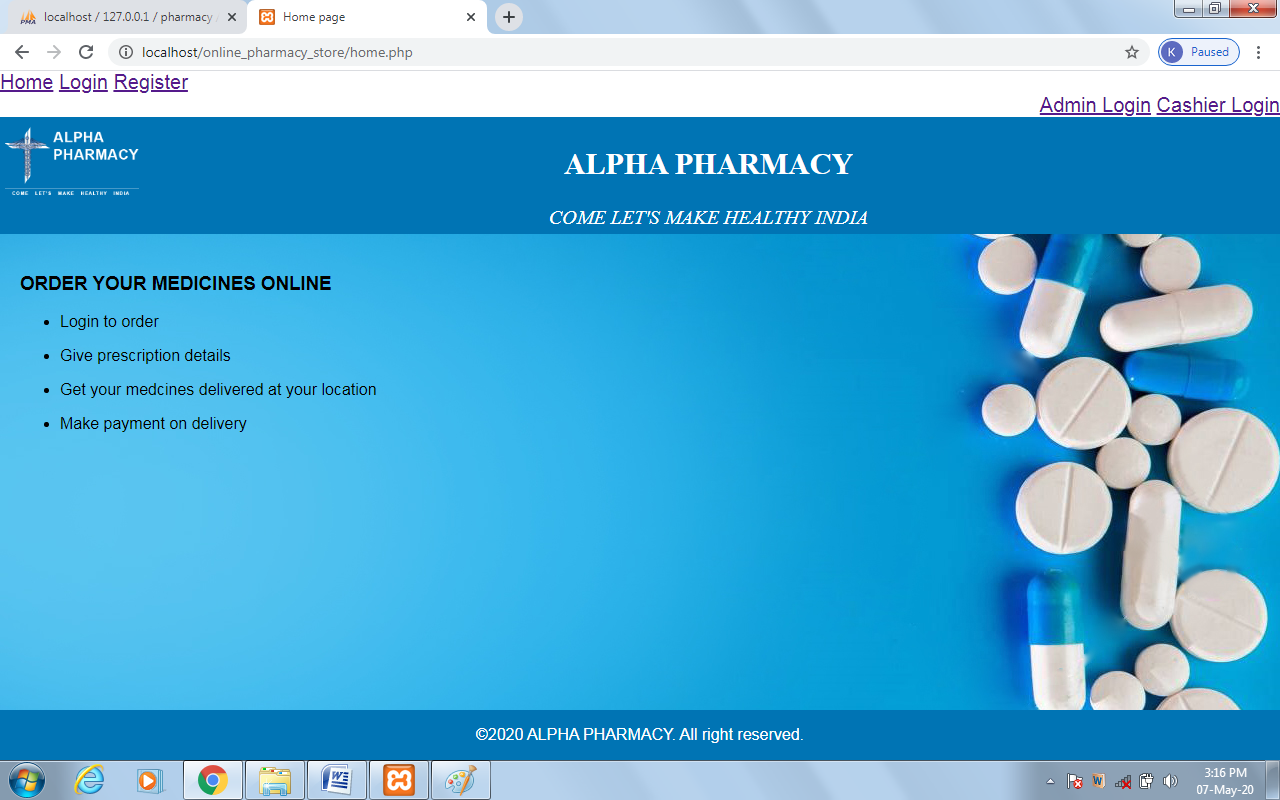 localhost / 127.0.0.1 / pharmacy
Home page
localhost/online_pharmacy_store/home.php
K Paused
Home Login Register
Admin Login Cashier Login
ALPHA
PHARMACY
COME LET'S MAKE HEALTHY INDIA
ALPHA PHARMACY
COME LET'S MAKE HEALTHY INDIA
ORDER YOUR MEDICINES ONLINE
• Login to order
• Give prescription details
• Get your medcines delivered at your location
• Make payment on delivery
©2020 ALPHA PHARMACY. All right reserved.
3:16 PM
07-May-20